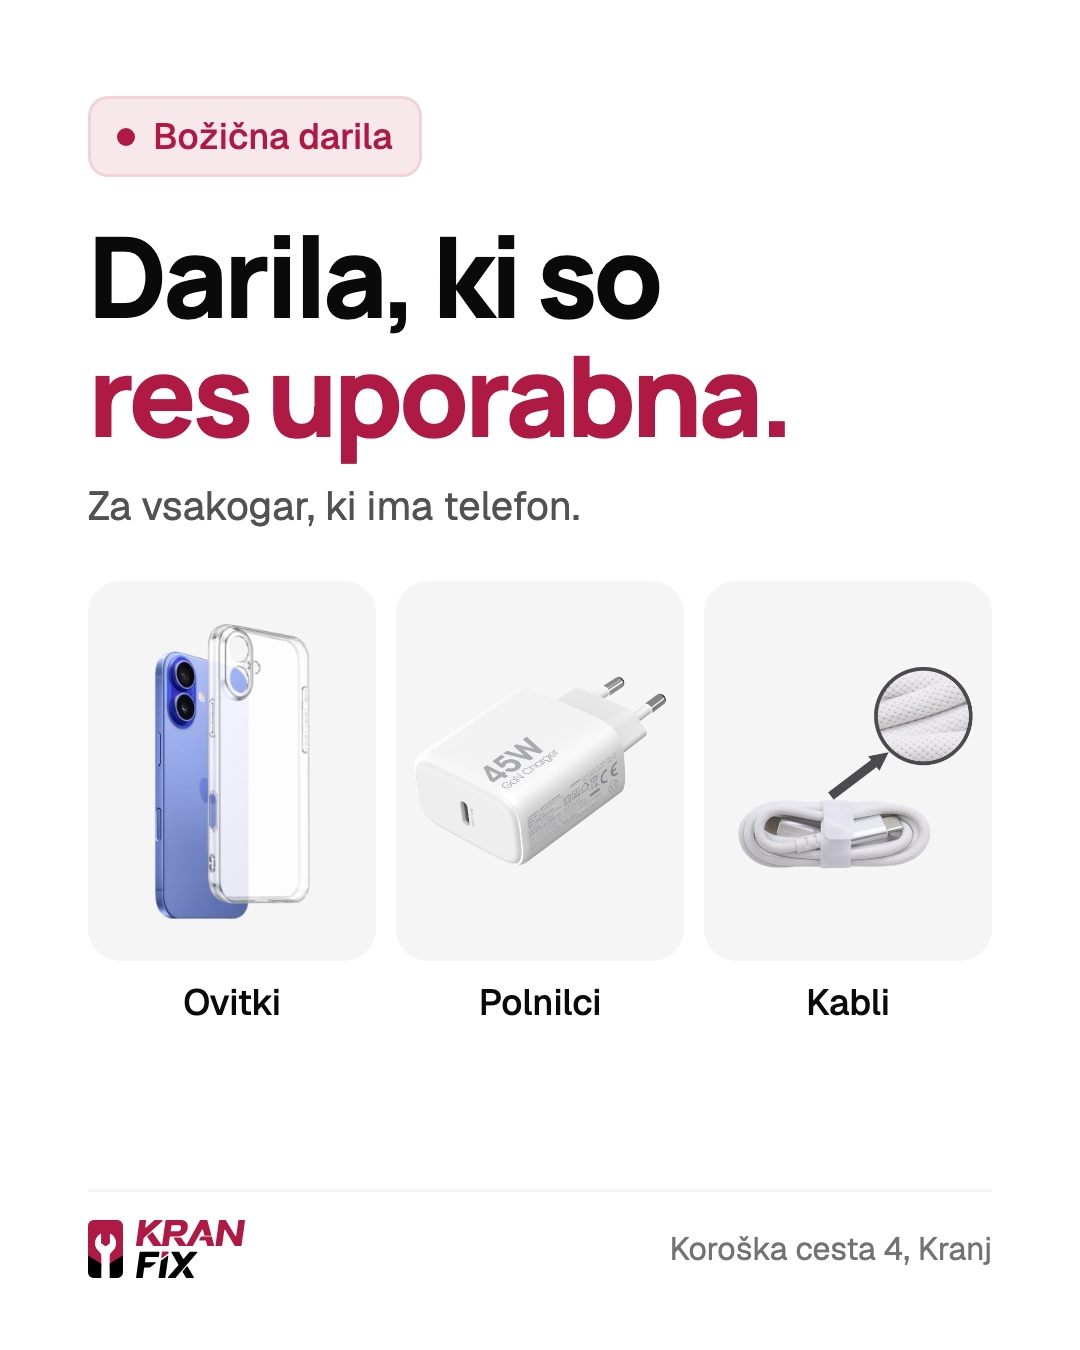 Božična darila
Darila, ki so
res uporabna.
Za vsakogar, ki ima telefon.
45W
GaN Charger
Ovitki
Polnilci
Kabli
KRAN
FIX
Koroška cesta 4, Kranj